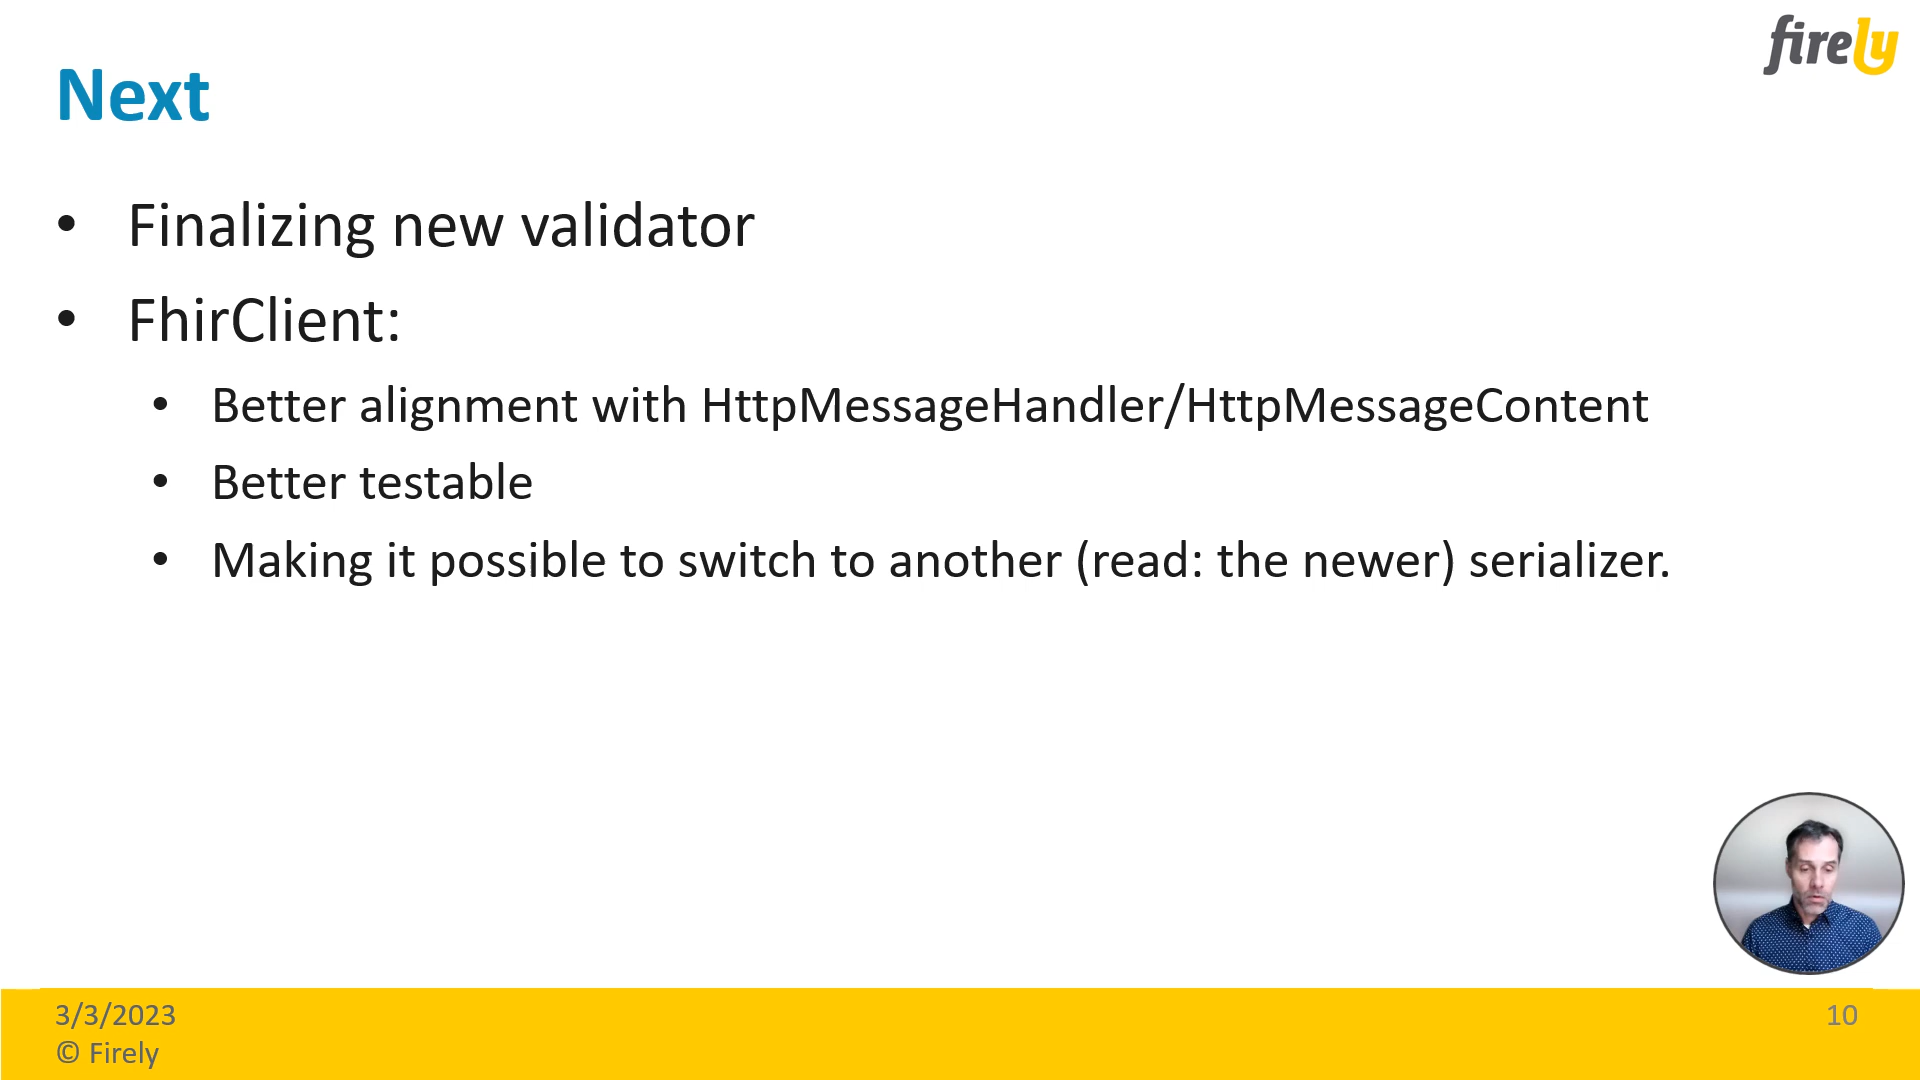 firely
Next
• Finalizing new validator
• FhirClient:
• Better alignment with HttpMessageHandler/HttpMessageContent
• Better testable
• Making it possible to switch to another (read: the newer) serializer.
3/3/2023
10
© Firely